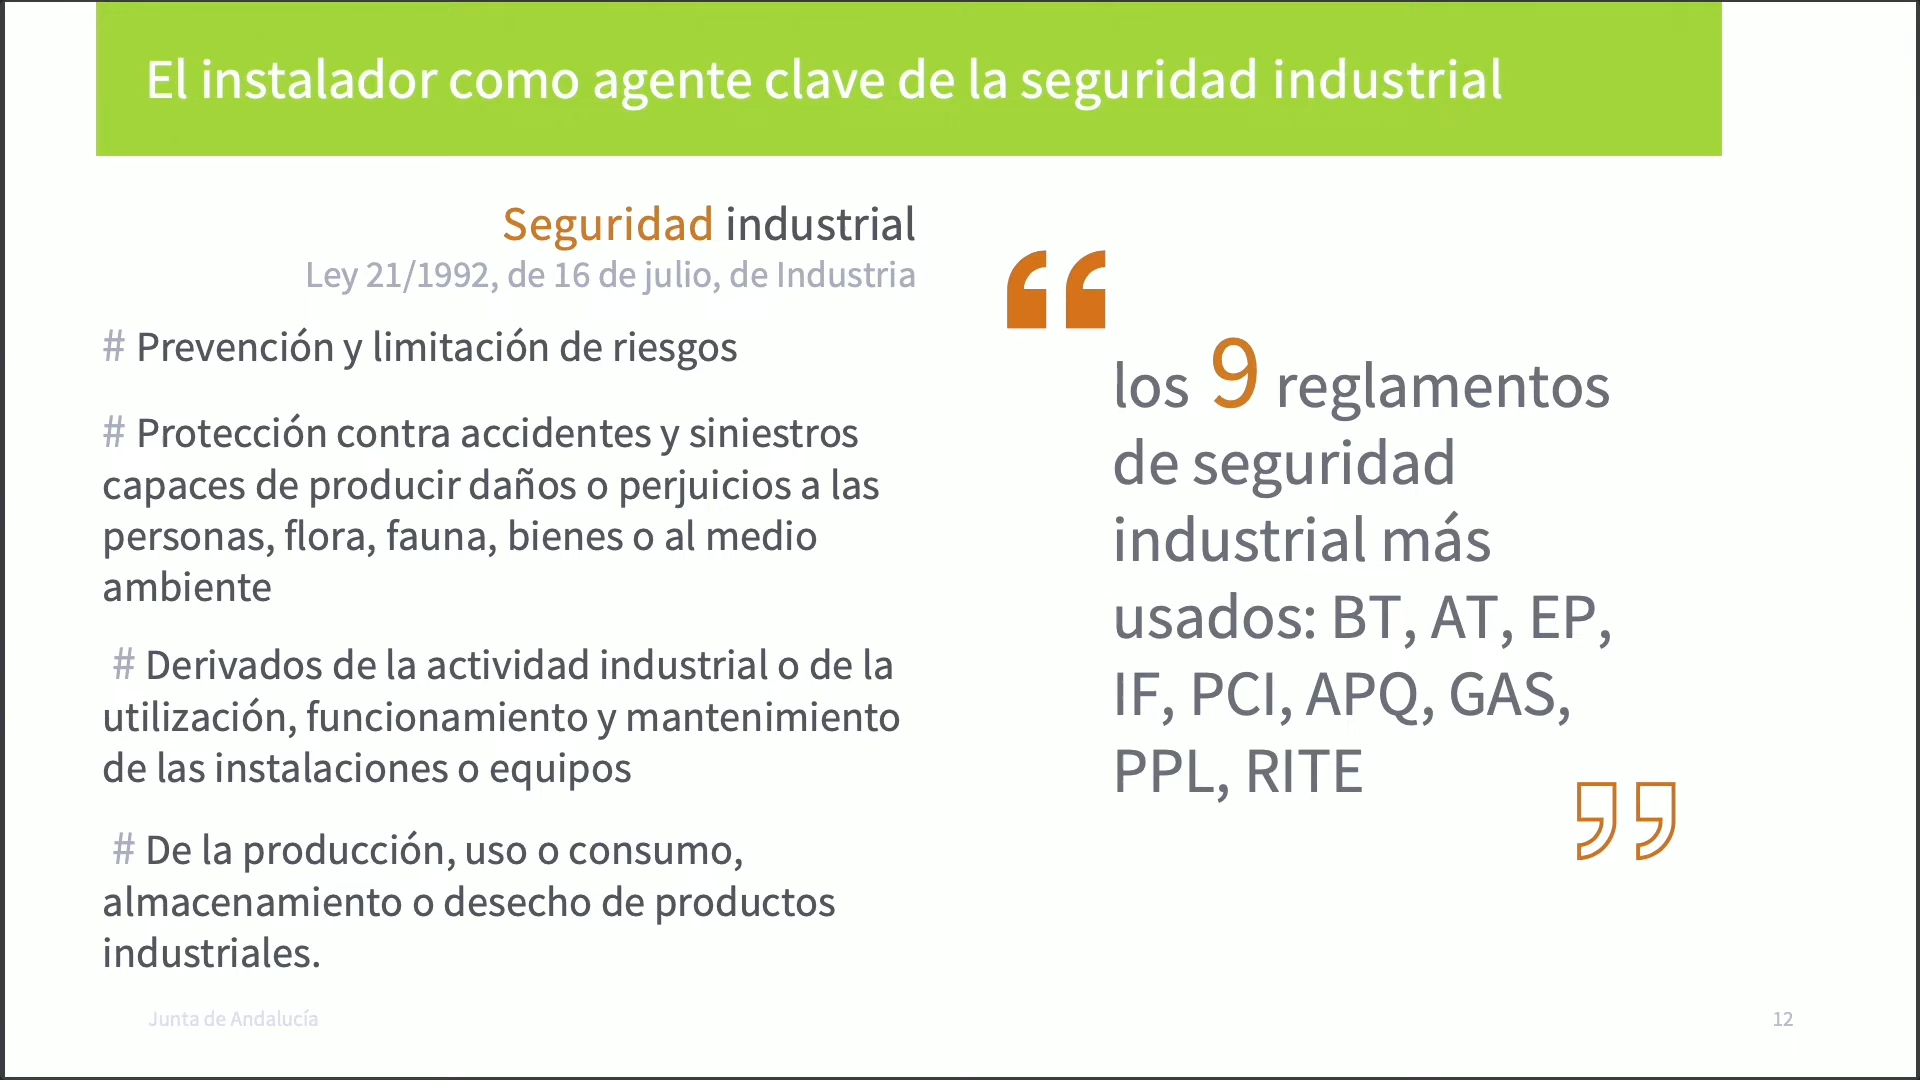 El instalador como agente clave de la seguridad industrial
Seguridad industrial
Ley 21/1992, de 16 de julio, de Industria
# Prevención y limitación de riesgos
# Protección contra accidentes y siniestros
capaces de producir daños o perjuicios a las
personas, flora, fauna, bienes o al medio
ambiente
# Derivados de la actividad industrial o de la
utilización, funcionamiento y mantenimiento
de las instalaciones o equipos
# De la producción, uso o consumo,
almacenamiento o desecho de productos
industriales.
“
los 9 reglamentos
de seguridad
industrial más
usados: BT, AT, EP,
IF, PCI, APQ, GAS,
PPL, RITE
”
Junta de Andalucía
12